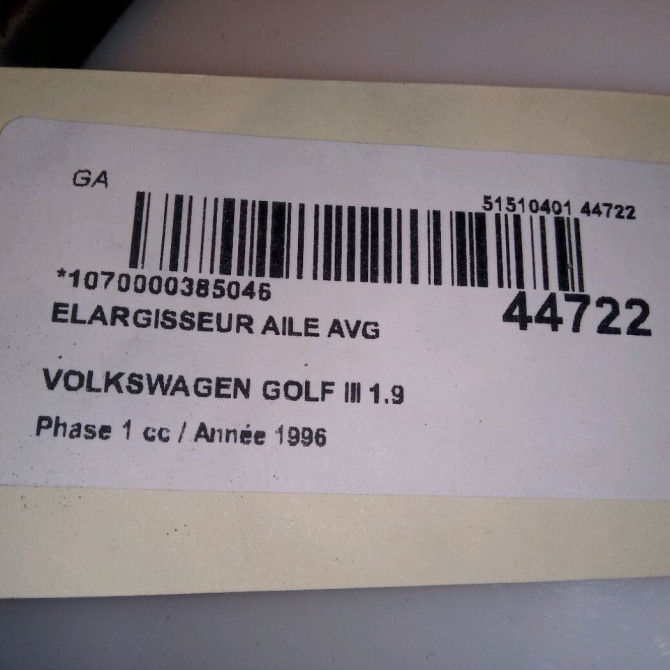 GA
51510401 44722
*1070000385046
44722
ELARGISSEUR AILE AVG
VOLKSWAGEN GOLF III 1.9
Phase 1 cc / Année 1996